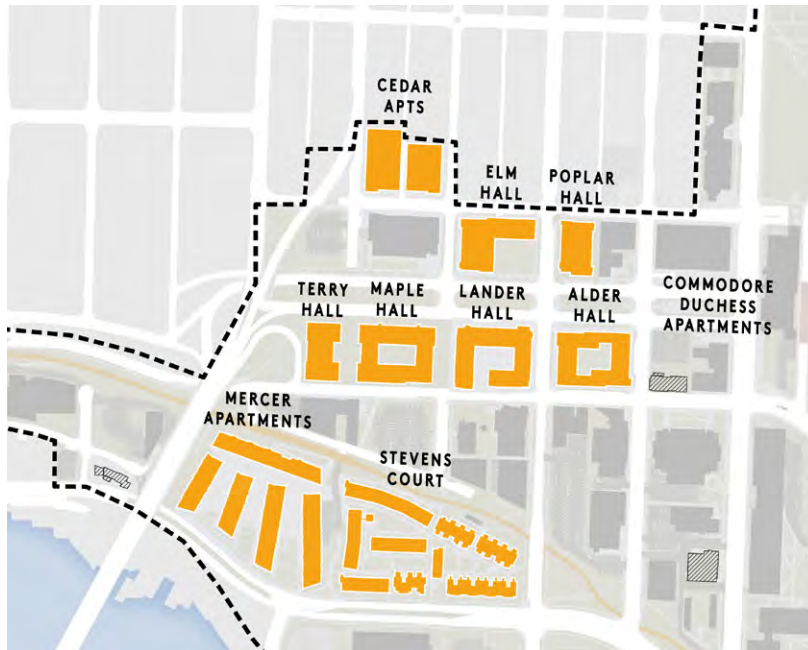 CEDAR
APTS
ELM
HALL
POPLAR
HALL
TERRY
HALL
MAPLE
HALL
LANDER
HALL
ALDER
HALL
COMMODORE
DUCHESS
APARTMENTS
MERCER
APARTMENTS
STEVENS
COURT